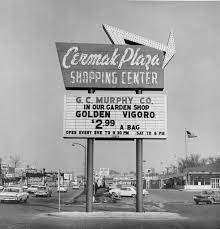 Cermak Plaza
SHOPPING CENTER
G.C. MURPHY CO.
IN OUR GARDEN SHOP
GOLDEN VIGORO
$2.99 A BAG
OPEN EVERY EVE TO 9:30 PM SAT TO 6 PM